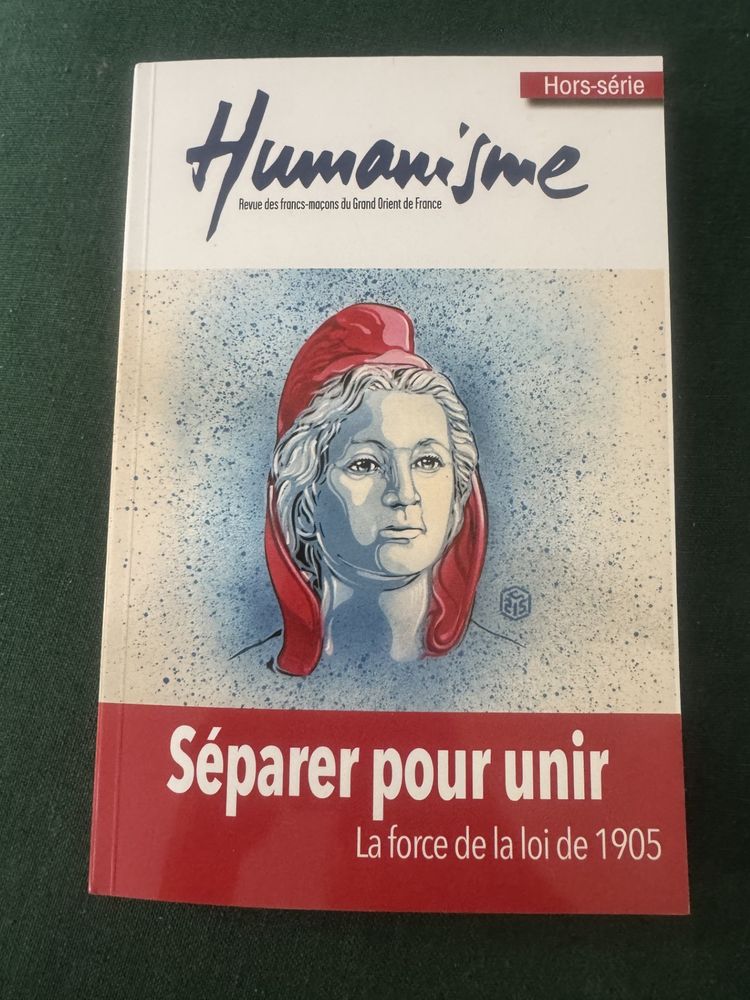 Hors-série
Humanisme
Revue des francs-maçons du Grand Orient de France
C215
Séparer pour unir
La force de la loi de 1905